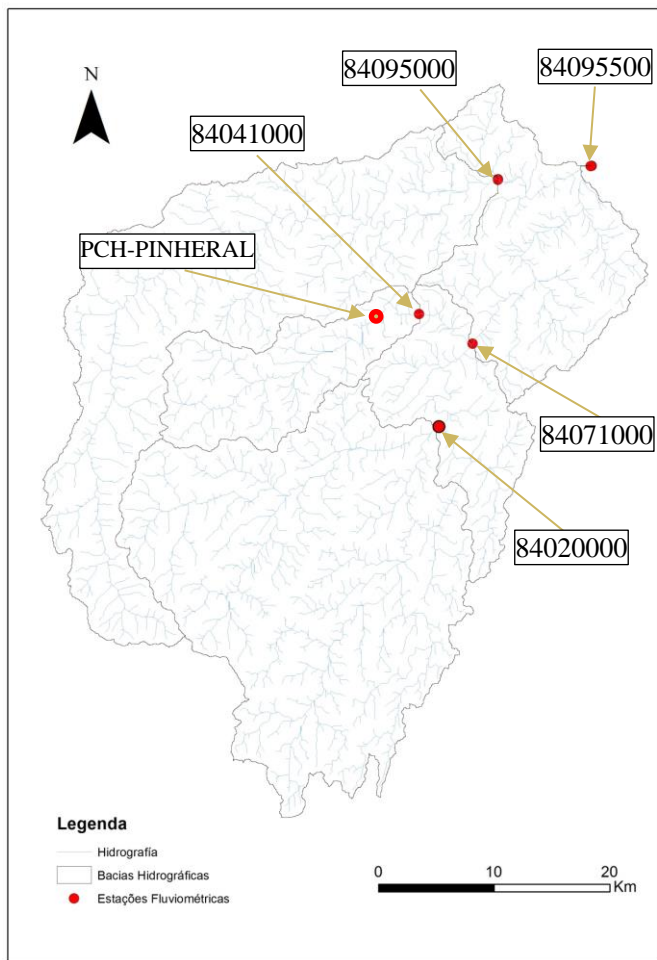 84095000
84095500
N
84041000
PCH-PINHERAL
84071000
84020000
Legenda
Hidrografía
Bacias Hidrográficas
Estações Fluviométricas
0 10 20
Km